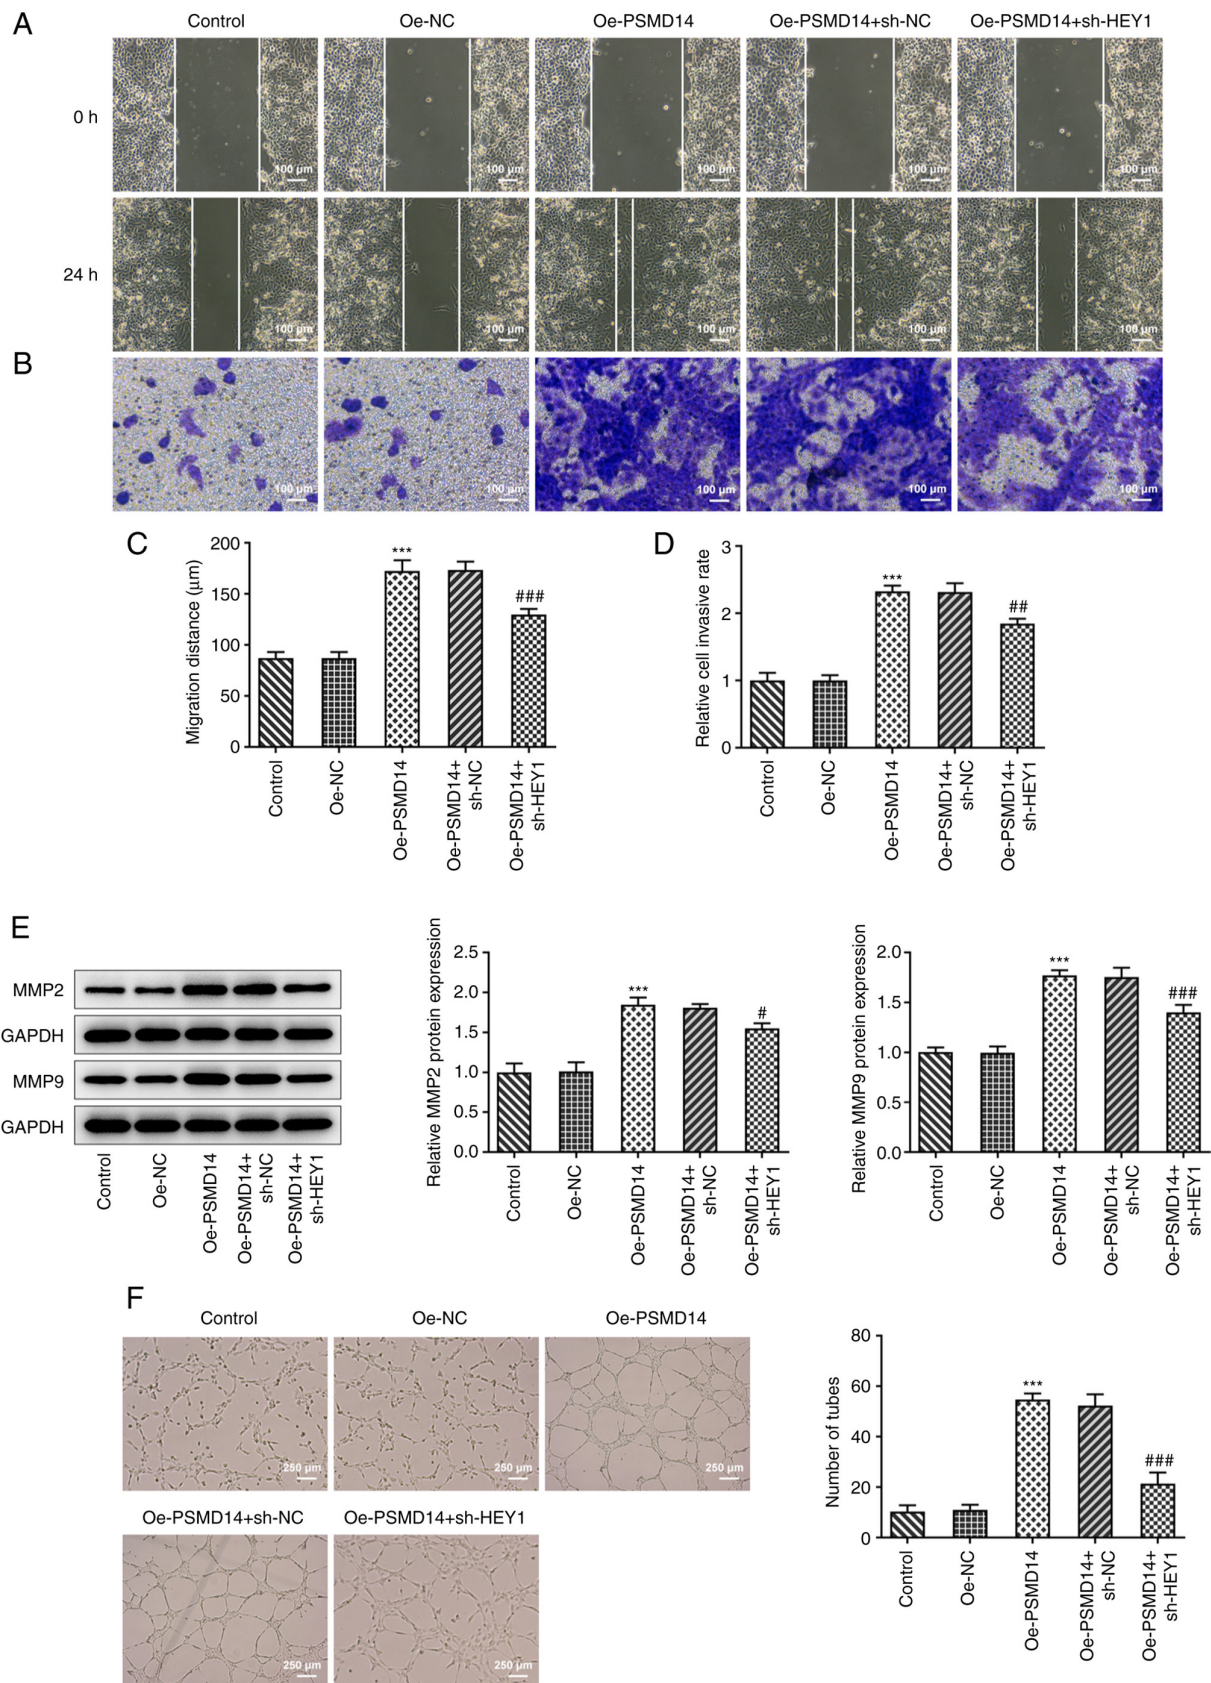 A
Control
Oe-NC
Oe-PSMD14
Oe-PSMD14+sh-NC
Oe-PSMD14+sh-HEY1
0 h
100 µm
100 µm
100 µm
100 µm
100 µm
24 h
100 µm
100 µm
100 µm
100 µm
100 µm
B
100 µm
100 µm
100 µm
100 µm
100 µm
C
Migration distance (µm)
200
150
100
50
0
***
###
Control
Oe-NC
Oe-PSMD14
Oe-PSMD14+
sh-NC
Oe-PSMD14+
sh-HEY1
D
Relative cell invasive rate
3
2
1
0
***
##
Control
Oe-NC
Oe-PSMD14
Oe-PSMD14+
sh-NC
Oe-PSMD14+
sh-HEY1
E
MMP2
GAPDH
MMP9
GAPDH
Control
Oe-NC
Oe-PSMD14
Oe-PSMD14+
sh-NC
Oe-PSMD14+
sh-HEY1
Relative MMP2 protein expression
2.5
2.0
1.5
1.0
0.5
0.0
***
#
Control
Oe-NC
Oe-PSMD14
Oe-PSMD14+
sh-NC
Oe-PSMD14+
sh-HEY1
Relative MMP9 protein expression
2.0
1.5
1.0
0.5
0.0
***
###
Control
Oe-NC
Oe-PSMD14
Oe-PSMD14+
sh-NC
Oe-PSMD14+
sh-HEY1
F
Control
Oe-NC
Oe-PSMD14
250 µm
250 µm
250 µm
Oe-PSMD14+sh-NC
Oe-PSMD14+sh-HEY1
250 µm
250 µm
Number of tubes
80
60
40
20
0
***
###
Control
Oe-NC
Oe-PSMD14
Oe-PSMD14+
sh-NC
Oe-PSMD14+
sh-HEY1